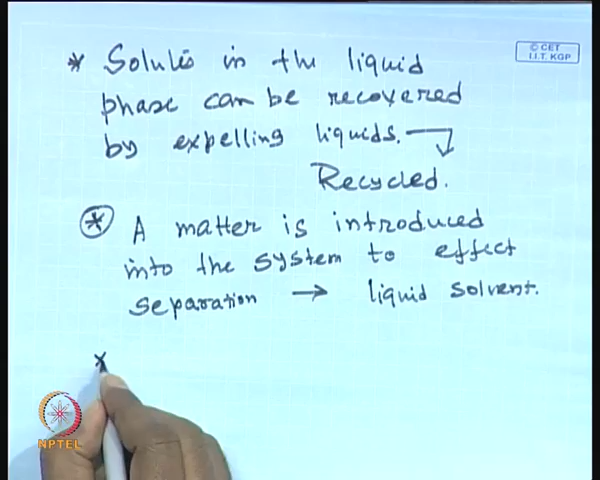 * Solutes in the liquid
© CET
I.I.T. KGP
phase can be recovered
by expelling liquids. →
Recycled.
* A matter is introduced
into the system to effect
separation → liquid solvent.
*
NPTEL